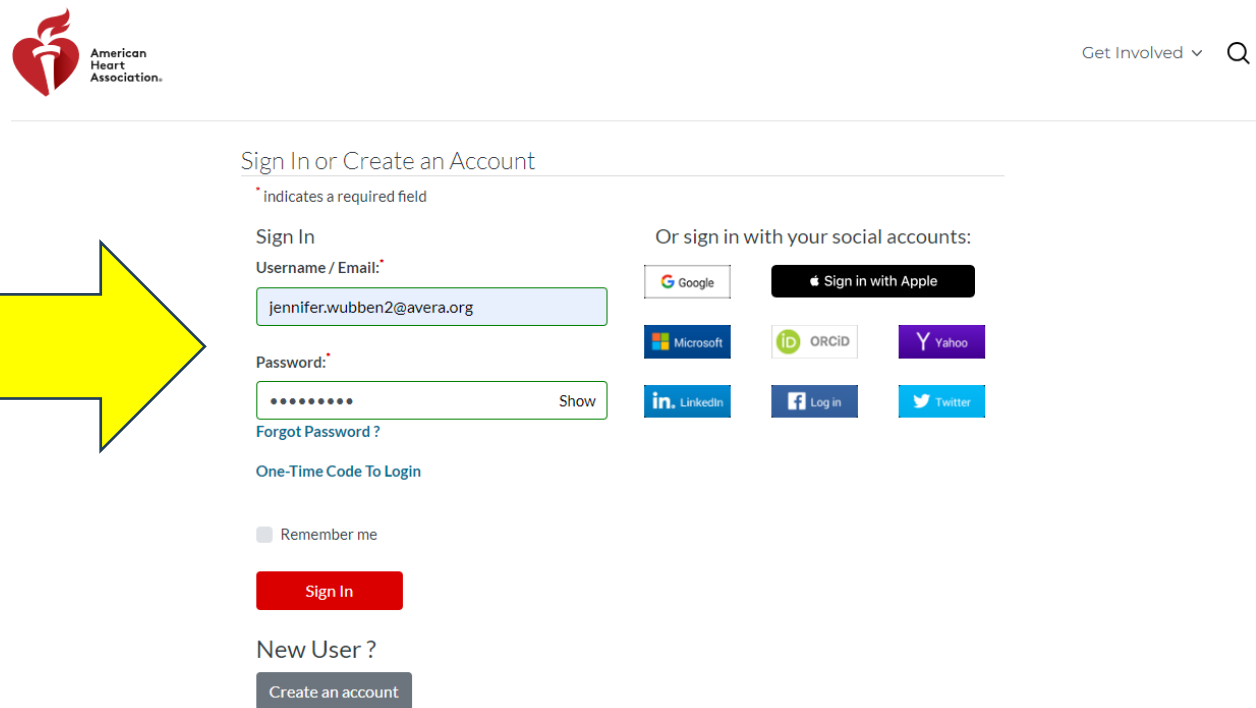 American
Heart
Association®
Get Involved
Sign In or Create an Account
* indicates a required field
Sign In
Or sign in with your social accounts:
Username / Email:*
Google
Sign in with Apple
jennifer.wubben2@avera.org
Microsoft
iD ORCiD
Y Yahoo
Password:*
••••••••• Show
in. LinkedIn
f Log in
Twitter
Forgot Password ?
One-Time Code To Login
Remember me
Sign In
New User ?
Create an account